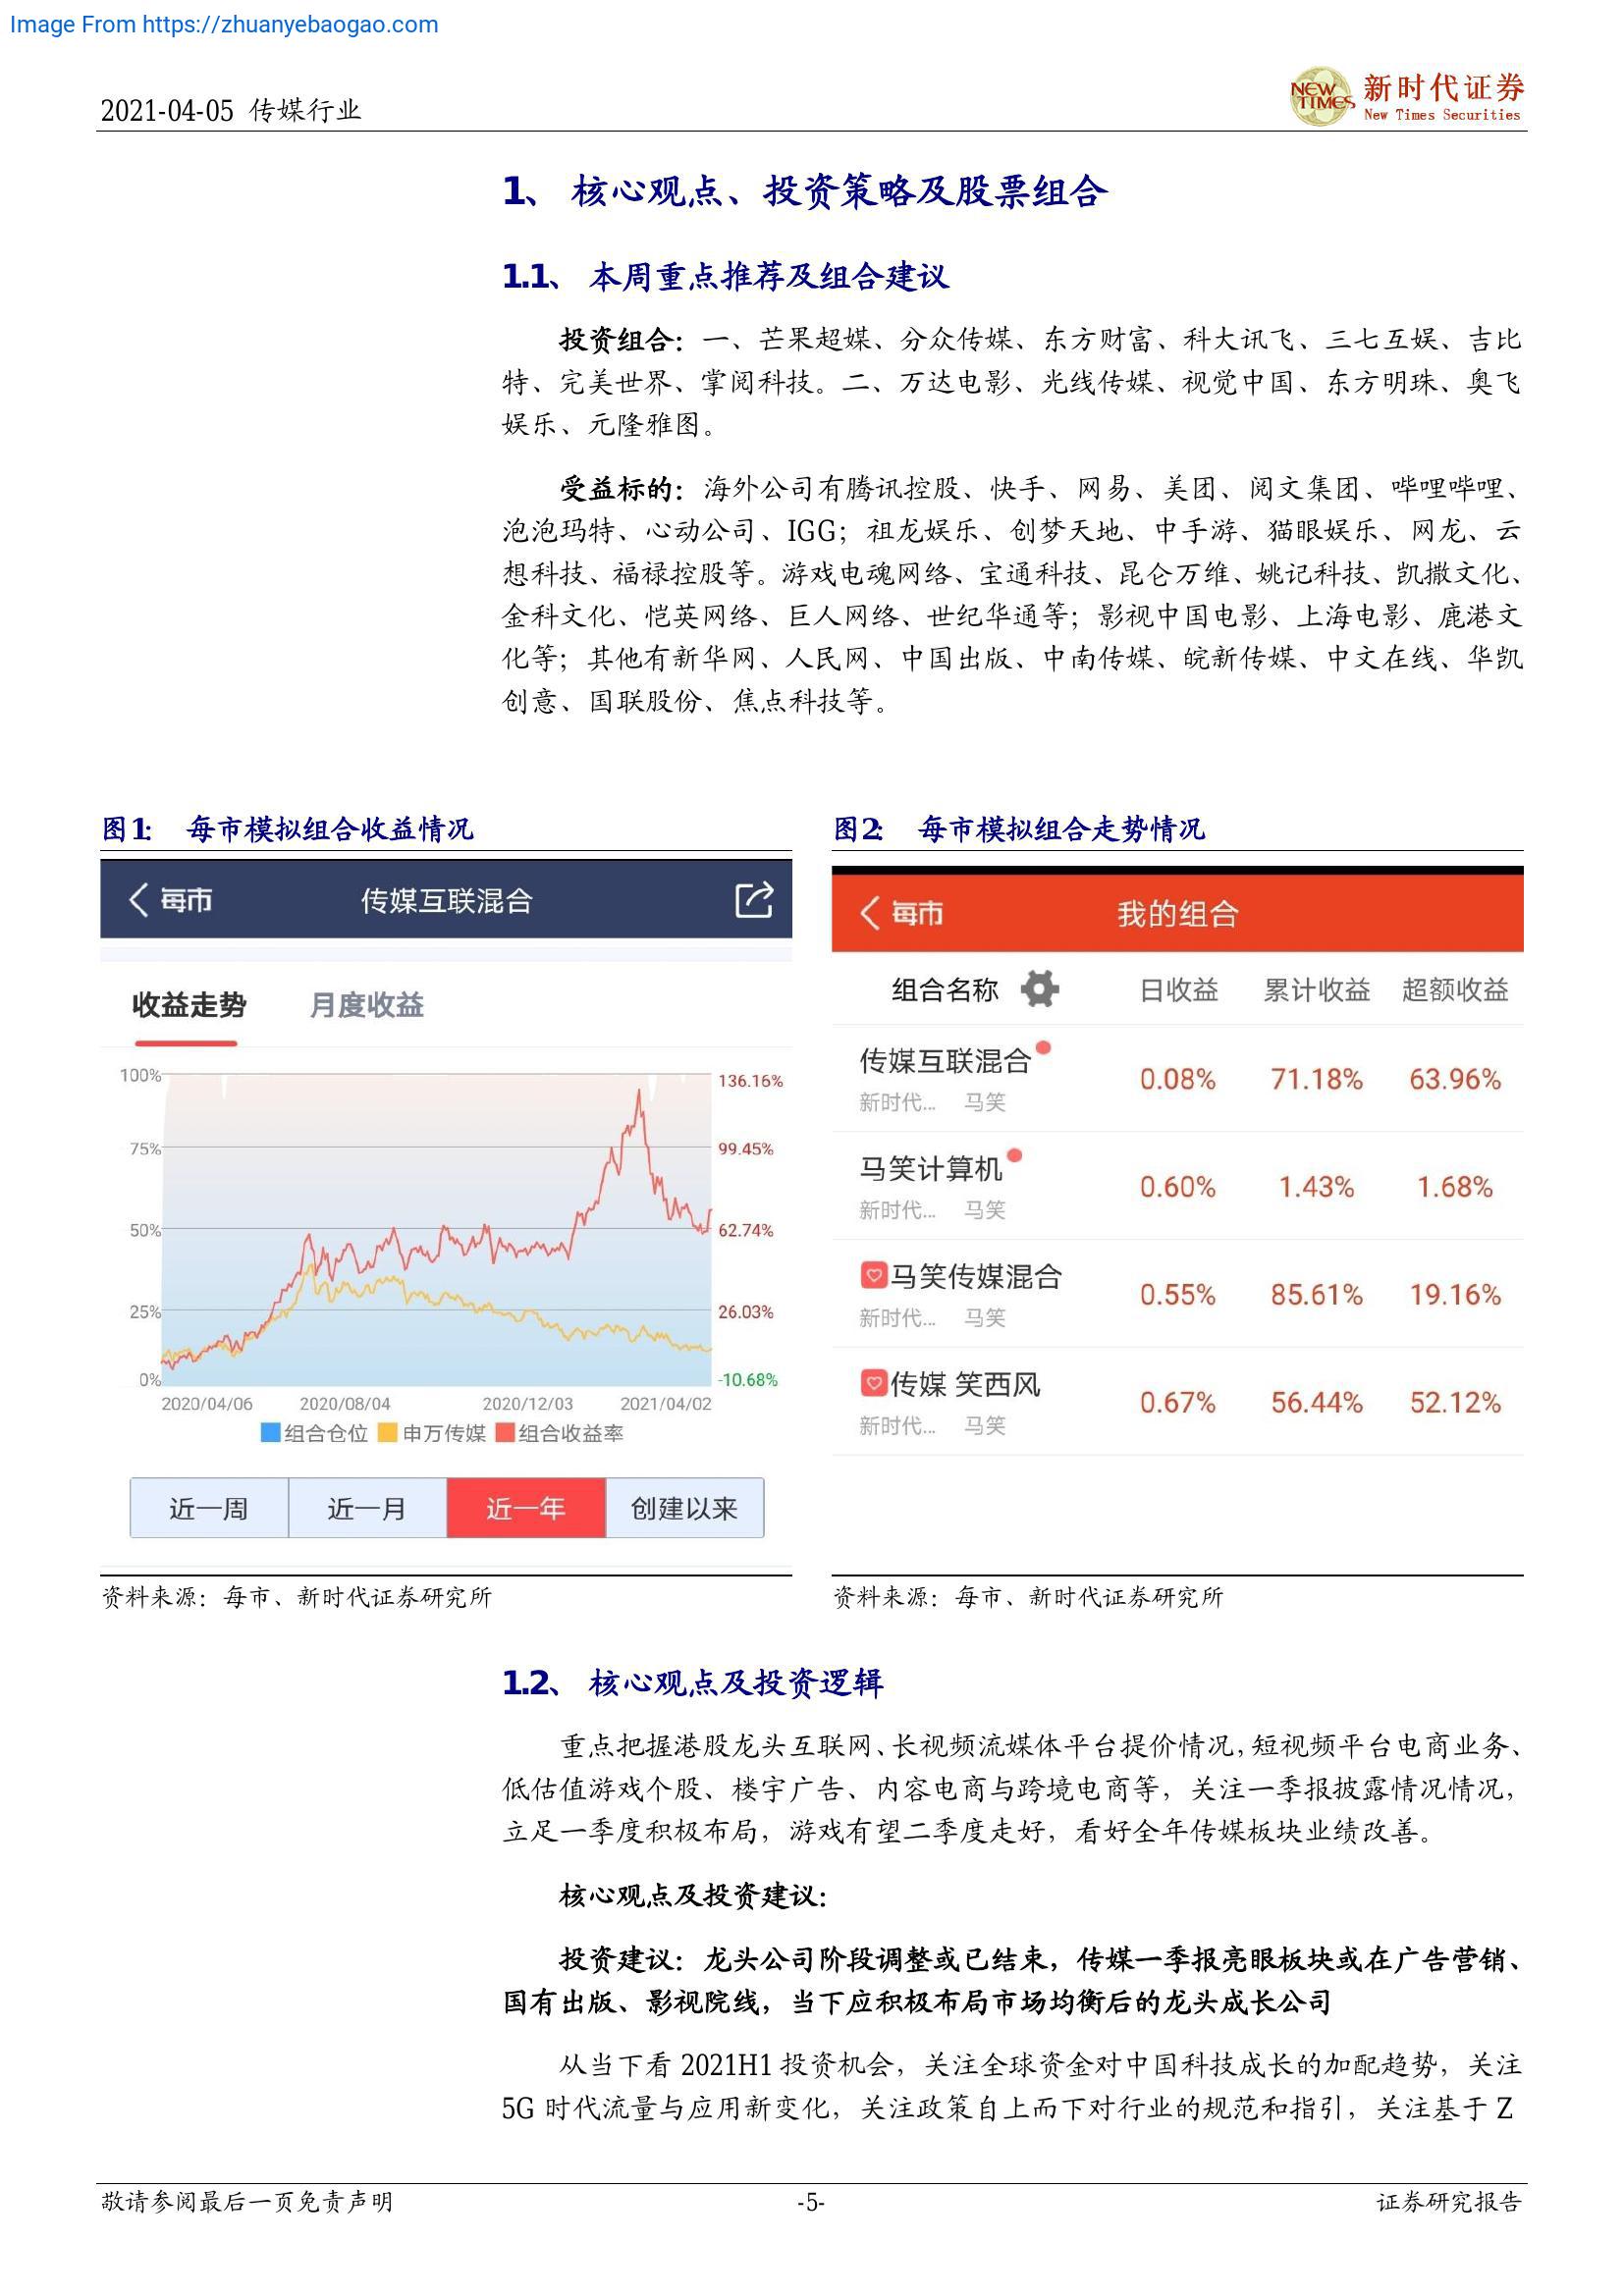 Image From https://zhuanyebaogao.com
2021-04-05 传媒行业
NEW TIMES
新时代证券
New Times Securities
1、 核心观点、投资策略及股票组合
1.1、 本周重点推荐及组合建议
投资组合：一、芒果超媒、分众传媒、东方财富、科大讯飞、三七互娱、吉比
特、完美世界、掌阅科技。二、万达电影、光线传媒、视觉中国、东方明珠、奥飞
娱乐、元隆雅图。
受益标的：海外公司有腾讯控股、快手、网易、美团、阅文集团、哔哩哔哩、
泡泡玛特、心动公司、IGG；祖龙娱乐、创梦天地、中手游、猫眼娱乐、网龙、云
想科技、福禄控股等。游戏电魂网络、宝通科技、昆仑万维、姚记科技、凯撒文化、
金科文化、恺英网络、巨人网络、世纪华通等；影视中国电影、上海电影、鹿港文
化等；其他有新华网、人民网、中国出版、中南传媒、皖新传媒、中文在线、华凯
创意、国联股份、焦点科技等。
图1： 每市模拟组合收益情况
每市 传媒互联混合
收益走势 月度收益
100% 136.16%
75% 99.45%
50% 62.74%
25% 26.03%
0% -10.68%
2020/04/06 2020/08/04 2020/12/03 2021/04/02
组合仓位 申万传媒 组合收益率
近一周 近一月 近一年 创建以来
资料来源：每市、新时代证券研究所
图2： 每市模拟组合走势情况
每市 我的组合
组合名称 日收益 累计收益 超额收益
传媒互联混合 0.08% 71.18% 63.96%
新时代... 马笑
马笑计算机 0.60% 1.43% 1.68%
新时代... 马笑
马笑传媒混合 0.55% 85.61% 19.16%
新时代... 马笑
传媒 笑西风 0.67% 56.44% 52.12%
新时代... 马笑
资料来源：每市、新时代证券研究所
1.2、 核心观点及投资逻辑
重点把握港股龙头互联网、长视频流媒体平台提价情况，短视频平台电商业务、
低估值游戏个股、楼宇广告、内容电商与跨境电商等，关注一季报披露情况情况，
立足一季度积极布局，游戏有望二季度走好，看好全年传媒板块业绩改善。
核心观点及投资建议：
投资建议：龙头公司阶段调整或已结束，传媒一季报亮眼板块或在广告营销、
国有出版、影视院线，当下应积极布局市场均衡后的龙头成长公司
从当下看 2021H1 投资机会，关注全球资金对中国科技成长的加配趋势，关注
5G 时代流量与应用新变化，关注政策自上而下对行业的规范和指引，关注基于 Z
敬请参阅最后一页免责声明 -5- 证券研究报告